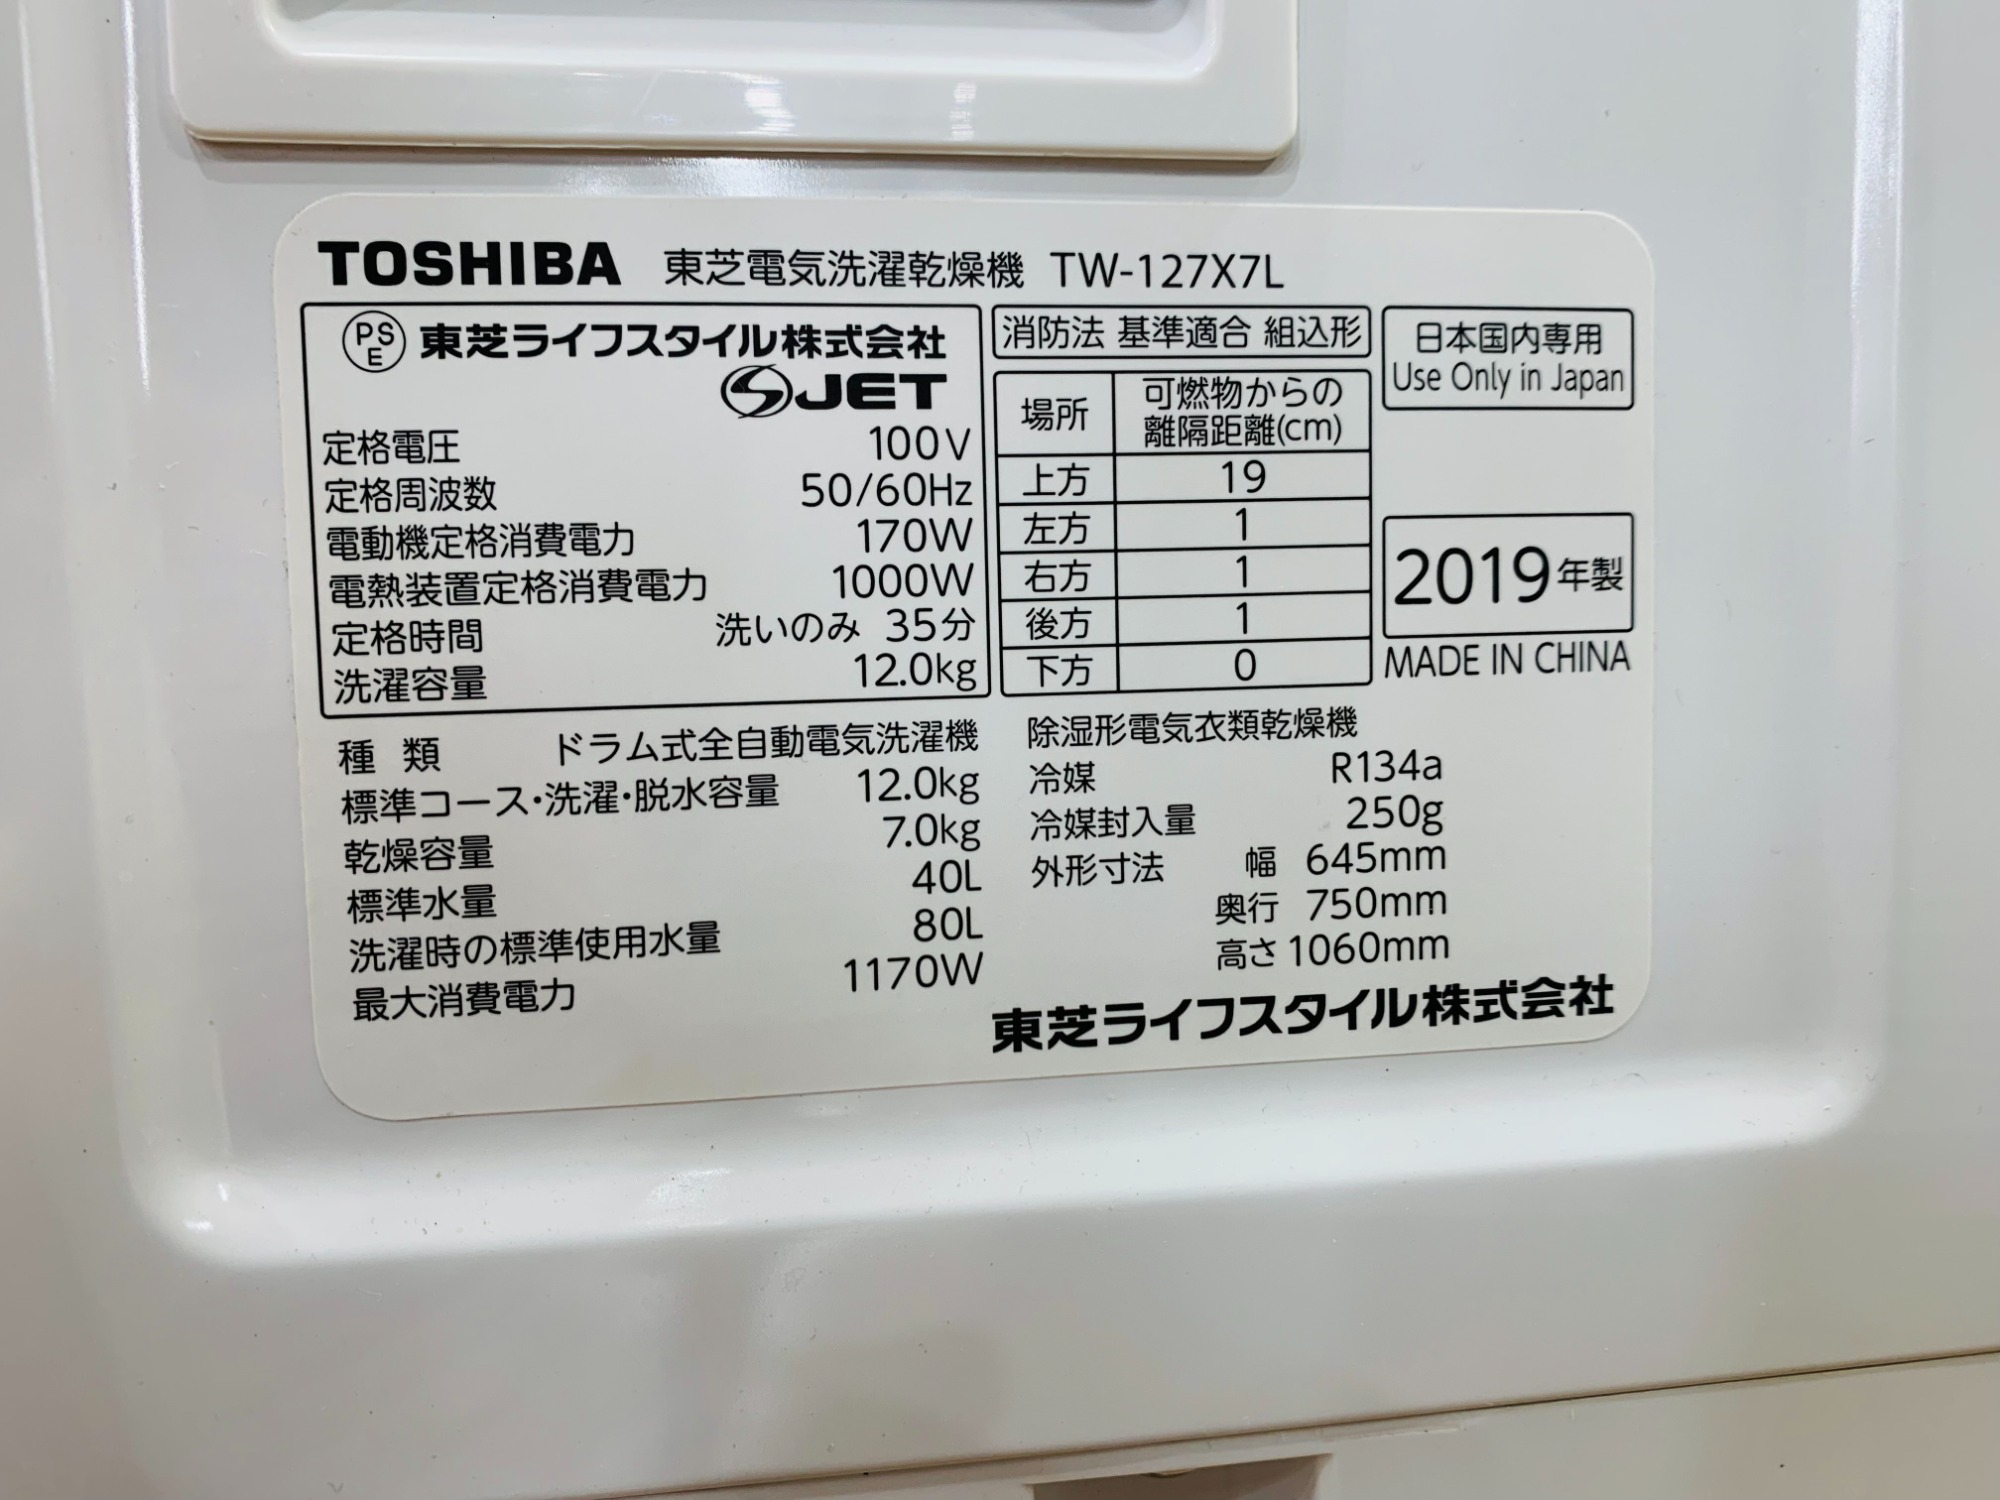 TOSHIBA 東芝電気洗濯乾燥機 TW-127X7L
PS E 東芝ライフスタイル株式会社
S JET
定格電圧 100V
定格周波数 50/60Hz
電動機定格消費電力 170W
電熱装置定格消費電力 1000W
定格時間 洗いのみ 35分
洗濯容量 12.0kg
消防法 基準適合 組込形
場所 可燃物からの離隔距離(cm)
上方 19
左方 1
右方 1
後方 1
下方 0
日本国内専用
Use Only in Japan
2019年製
MADE IN CHINA
種 類 ドラム式全自動電気洗濯機
標準コース・洗濯・脱水容量 12.0kg
乾燥容量 7.0kg
標準水量 40L
洗濯時の標準使用水量 80L
最大消費電力 1170W
除湿形電気衣類乾燥機
冷媒 R134a
冷媒封入量 250g
外形寸法 幅 645mm
奥行 750mm
高さ 1060mm
東芝ライフスタイル株式会社